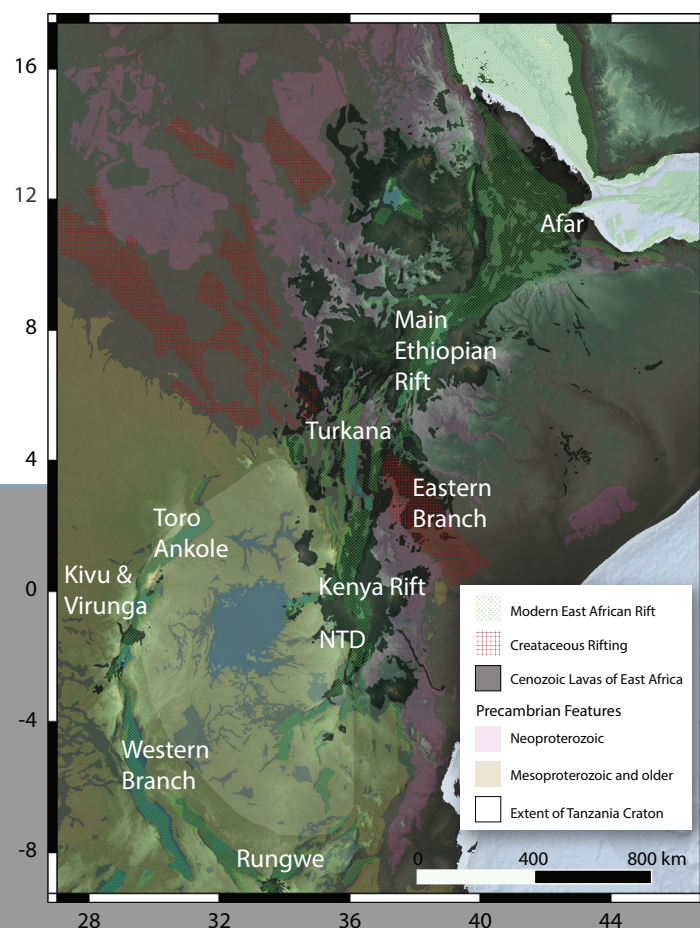 16
12
8
4
0
-4
-8
Afar
Main
Ethiopian
Rift
Turkana
Eastern
Branch
Toro
Ankole
Kivu &
Virunga
Kenya Rift
NTD
Western
Branch
Rungwe
Modern East African Rift
Creataceous Rifting
Cenozoic Lavas of East Africa
Precambrian Features
Neoproterozoic
Mesoproterozoic and older
Extent of Tanzania Craton
0 400 800 km
28 32 36 40 44